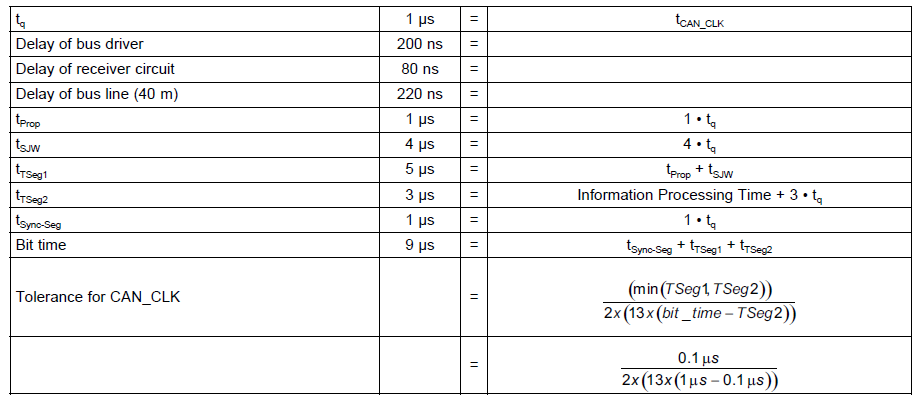 tq 1 µs = tCAN_CLK
Delay of bus driver 200 ns =
Delay of receiver circuit 80 ns =
Delay of bus line (40 m) 220 ns =
tProp 1 µs = 1 • tq
tSJW 4 µs = 4 • tq
tTSeg1 5 µs = tProp + tSJW
tTSeg2 3 µs = Information Processing Time + 3 • tq
tSync-Seg 1 µs = 1 • tq
Bit time 9 µs = tSync-Seg + tTSeg1 + tTSeg2
(min(TSeg1, TSeg2))
Tolerance for CAN_CLK =
2x(13x(bit_time – TSeg2))
0.1 µs
=
2x(13x(1µs – 0.1 µs))